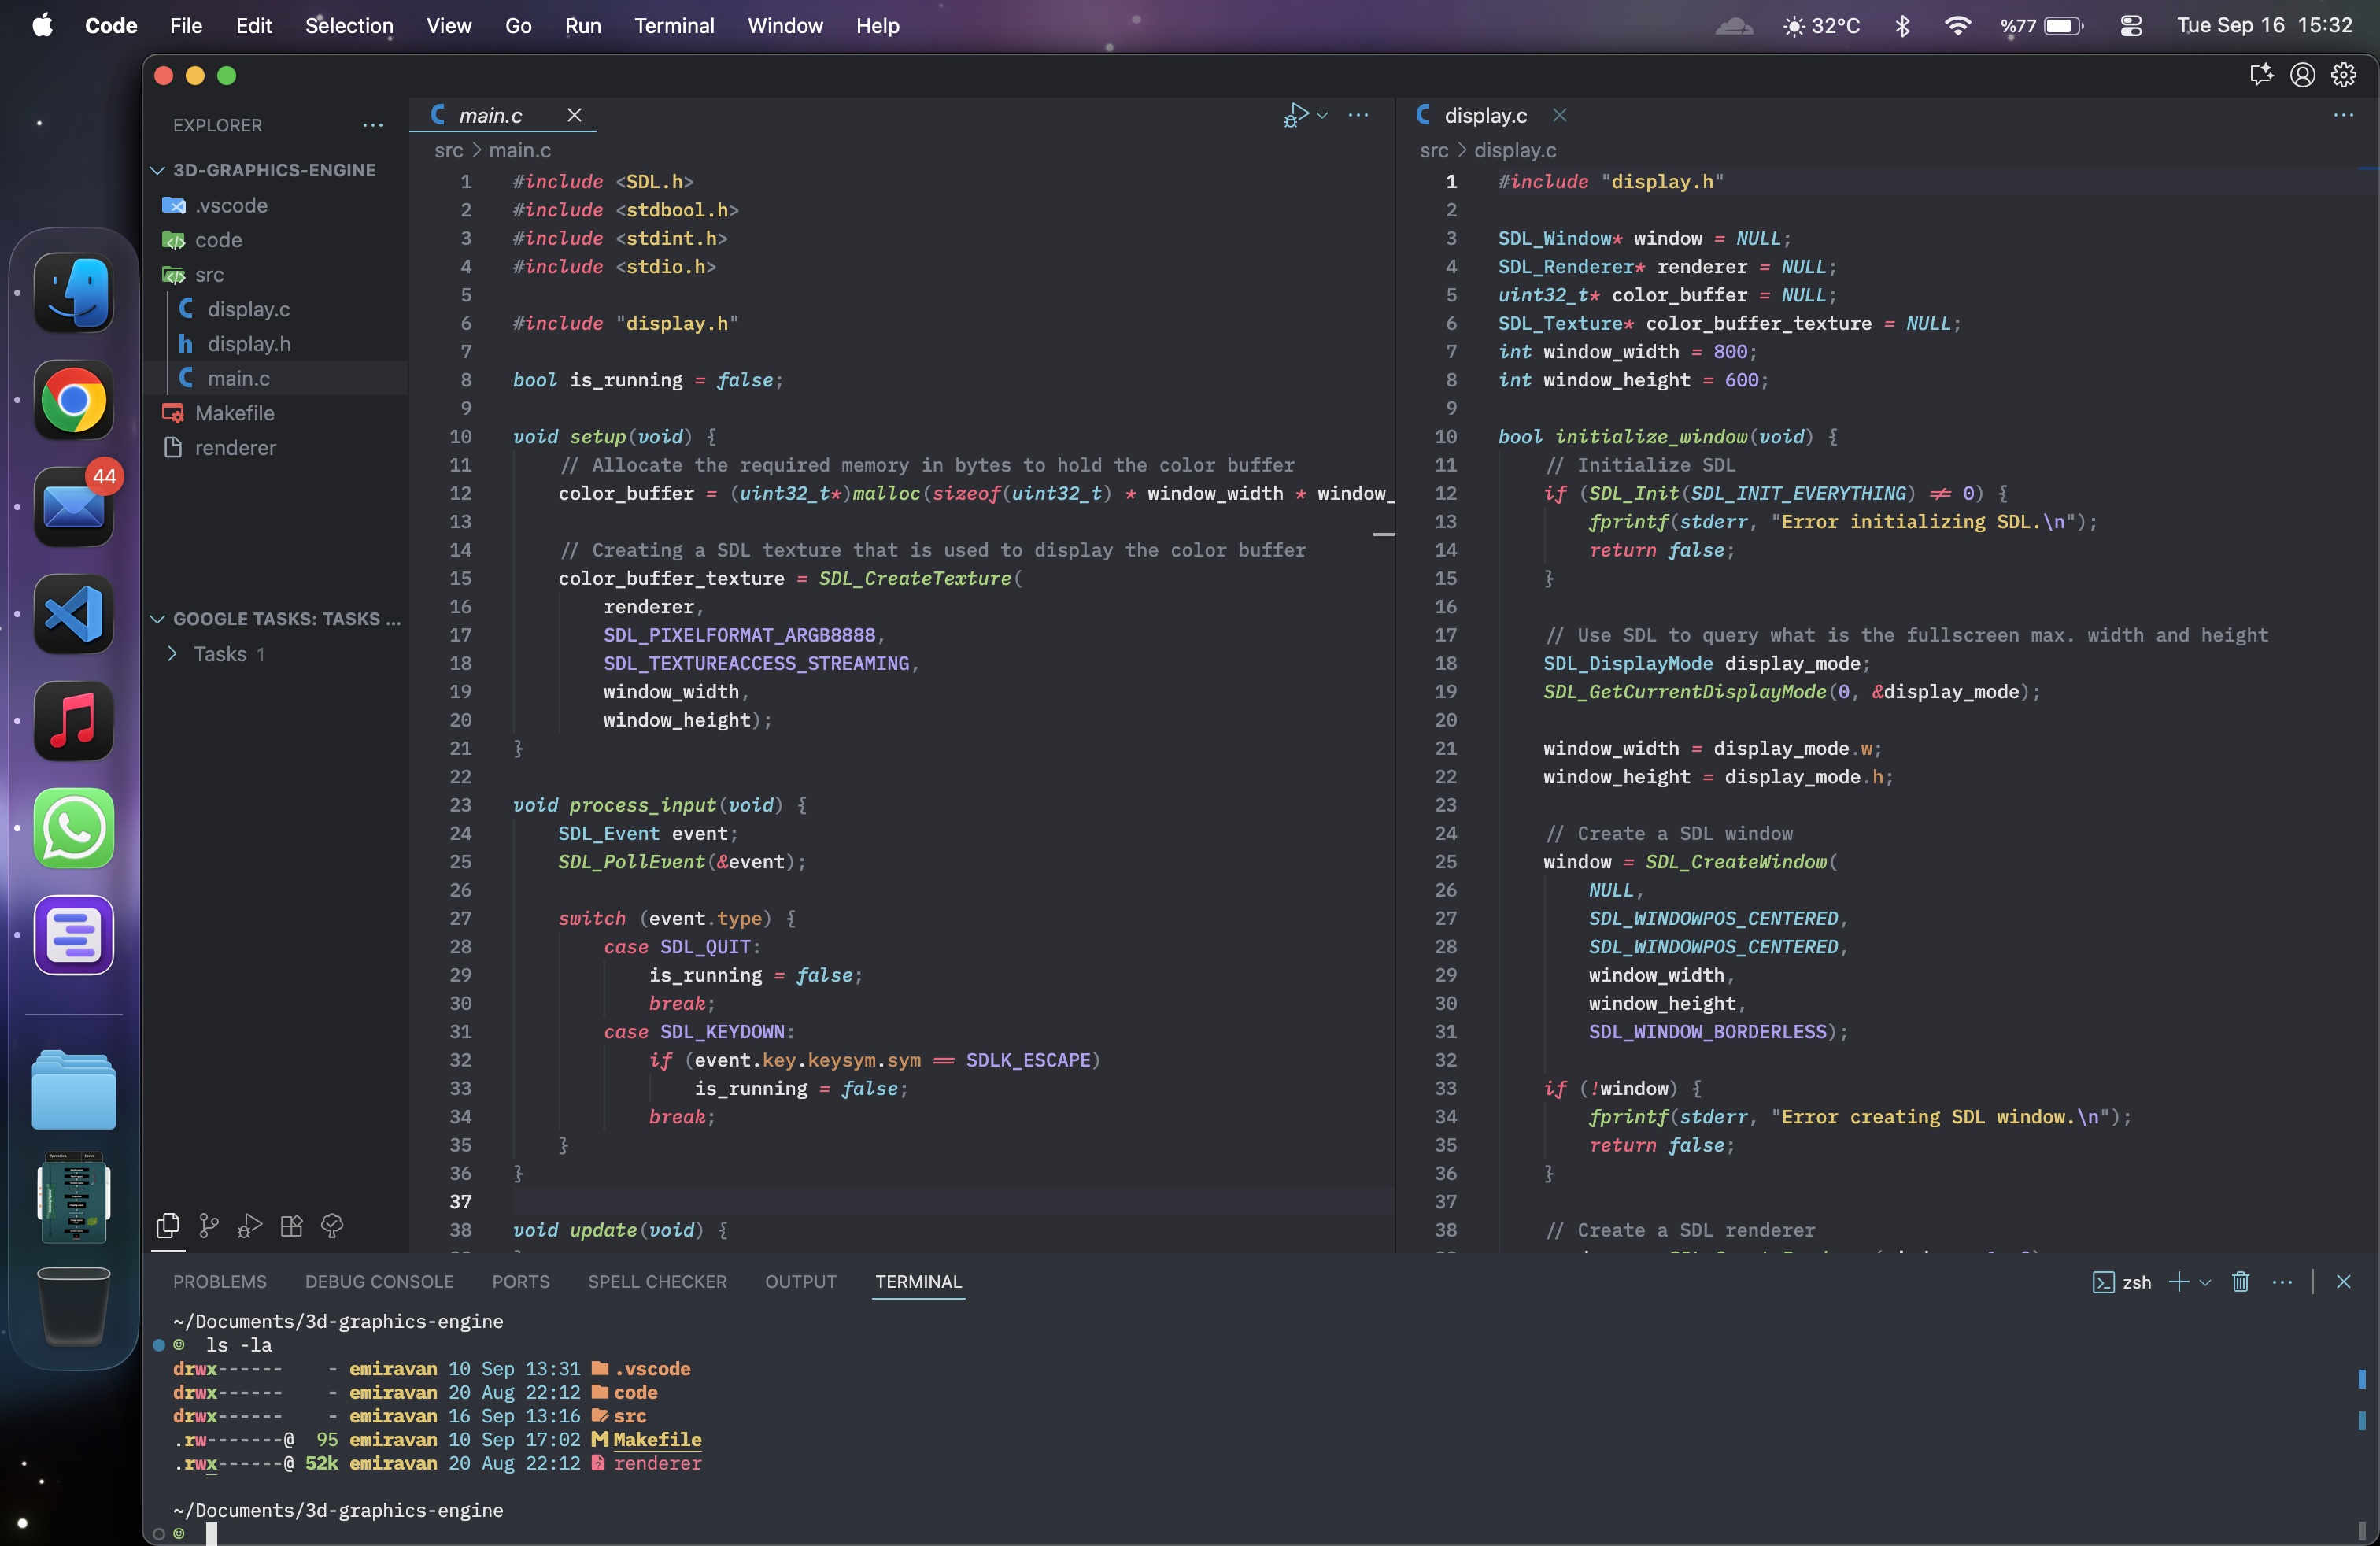 Code File Edit Selection View Go Run Terminal Window Help 32°C %77 Tue Sep 16 15:32
EXPLORER
3D-GRAPHICS-ENGINE
.vscode
code
src
display.c
display.h
main.c
Makefile
renderer
GOOGLE TASKS: TASKS ...
Tasks 1
44
main.c
src > main.c
1 #include <SDL.h>
2 #include <stdbool.h>
3 #include <stdint.h>
4 #include <stdio.h>
5
6 #include "display.h"
7
8 bool is_running = false;
9
10 void setup(void) {
11 // Allocate the required memory in bytes to hold the color buffer
12 color_buffer = (uint32_t*)malloc(sizeof(uint32_t) * window_width * window_
13
14 // Creating a SDL texture that is used to display the color buffer
15 color_buffer_texture = SDL_CreateTexture(
16 renderer,
17 SDL_PIXELFORMAT_ARGB8888,
18 SDL_TEXTUREACCESS_STREAMING,
19 window_width,
20 window_height);
21 }
22
23 void process_input(void) {
24 SDL_Event event;
25 SDL_PollEvent(&event);
26
27 switch (event.type) {
28 case SDL_QUIT:
29 is_running = false;
30 break;
31 case SDL_KEYDOWN:
32 if (event.key.keysym.sym == SDLK_ESCAPE)
33 is_running = false;
34 break;
35 }
36 }
37
38 void update(void) {
display.c
src > display.c
1 #include "display.h"
2
3 SDL_Window* window = NULL;
4 SDL_Renderer* renderer = NULL;
5 uint32_t* color_buffer = NULL;
6 SDL_Texture* color_buffer_texture = NULL;
7 int window_width = 800;
8 int window_height = 600;
9
10 bool initialize_window(void) {
11 // Initialize SDL
12 if (SDL_Init(SDL_INIT_EVERYTHING) != 0) {
13 fprintf(stderr, "Error initializing SDL.\n");
14 return false;
15 }
16
17 // Use SDL to query what is the fullscreen max. width and height
18 SDL_DisplayMode display_mode;
19 SDL_GetCurrentDisplayMode(0, &display_mode);
20
21 window_width = display_mode.w;
22 window_height = display_mode.h;
23
24 // Create a SDL window
25 window = SDL_CreateWindow(
26 NULL,
27 SDL_WINDOWPOS_CENTERED,
28 SDL_WINDOWPOS_CENTERED,
29 window_width,
30 window_height,
31 SDL_WINDOW_BORDERLESS);
32
33 if (!window) {
34 fprintf(stderr, "Error creating SDL window.\n");
35 return false;
36 }
37
38 // Create a SDL renderer
PROBLEMS DEBUG CONSOLE PORTS SPELL CHECKER OUTPUT TERMINAL zsh
~/Documents/3d-graphics-engine
ls -la
drwx------ - emiravan 10 Sep 13:31 .vscode
drwx------ - emiravan 20 Aug 22:12 code
drwx------ - emiravan 16 Sep 13:16 src
.rw-------@ 95 emiravan 10 Sep 17:02 Makefile
.rwx------@ 52k emiravan 20 Aug 22:12 renderer
~/Documents/3d-graphics-engine